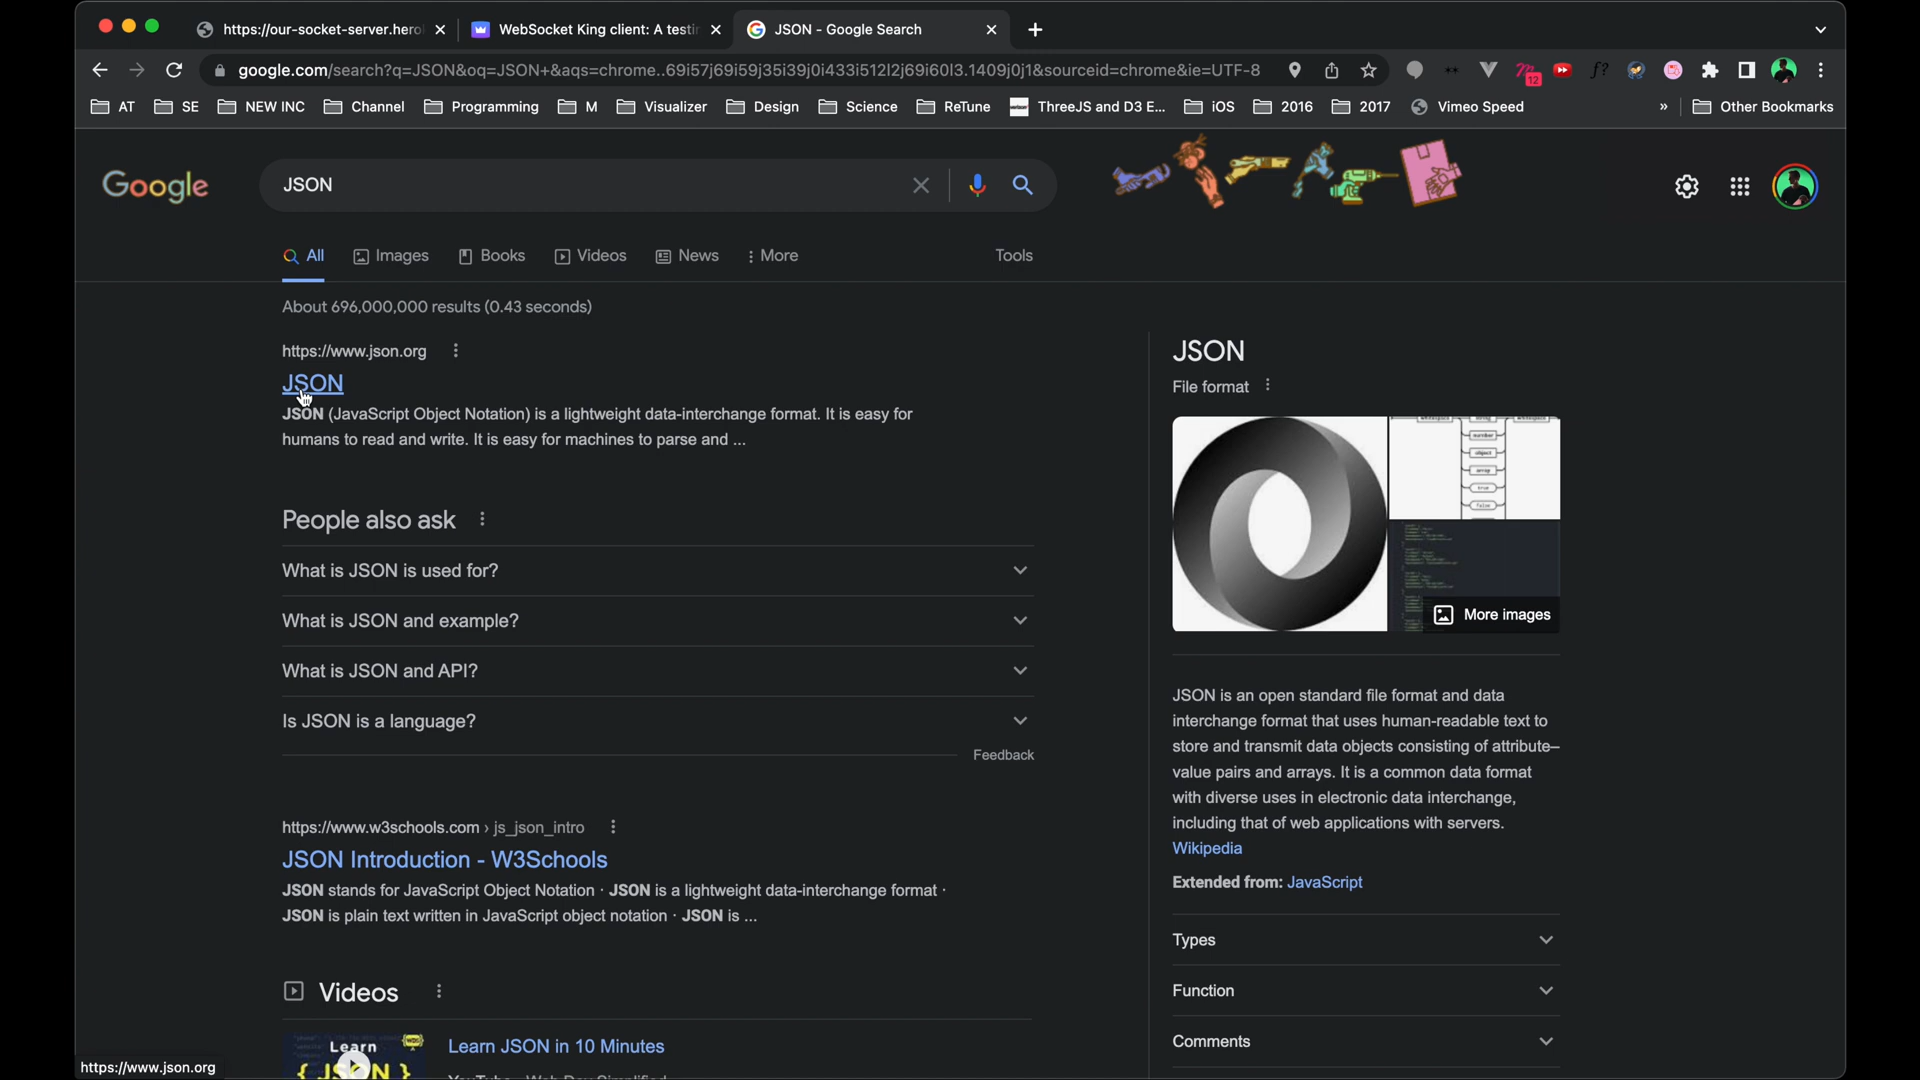 https://our-socket-server.hero
WebSocket King client: A testin
JSON - Google Search
google.com/search?q=JSON&oq=JSON+&aqs=chrome..69i57j69i59j35i39j0i433i512l2j69i60l3.1409j0j1&sourceid=chrome&ie=UTF-8
12
f?
AT
SE
NEW INC
Channel
Programming
M
Visualizer
Design
Science
ReTune
ThreeJS and D3 E...
iOS
2016
2017
Vimeo Speed
»
Other Bookmarks
Google
JSON
All
Images
Books
Videos
News
More
Tools
About 696,000,000 results (0.43 seconds)
https://www.json.org
JSON
JSON (JavaScript Object Notation) is a lightweight data-interchange format. It is easy for
humans to read and write. It is easy for machines to parse and ...
People also ask
What is JSON is used for?
What is JSON and example?
What is JSON and API?
Is JSON is a language?
Feedback
https://www.w3schools.com › js_json_intro
JSON Introduction - W3Schools
JSON stands for JavaScript Object Notation · JSON is a lightweight data-interchange format ·
JSON is plain text written in JavaScript object notation · JSON is ...
Videos
Learn
{ JSON }
Learn JSON in 10 Minutes
JSON
File format
number
object
array
true
false
More images
JSON is an open standard file format and data
interchange format that uses human-readable text to
store and transmit data objects consisting of attribute–
value pairs and arrays. It is a common data format
with diverse uses in electronic data interchange,
including that of web applications with servers.
Wikipedia
Extended from: JavaScript
Types
Function
Comments
https://www.json.org